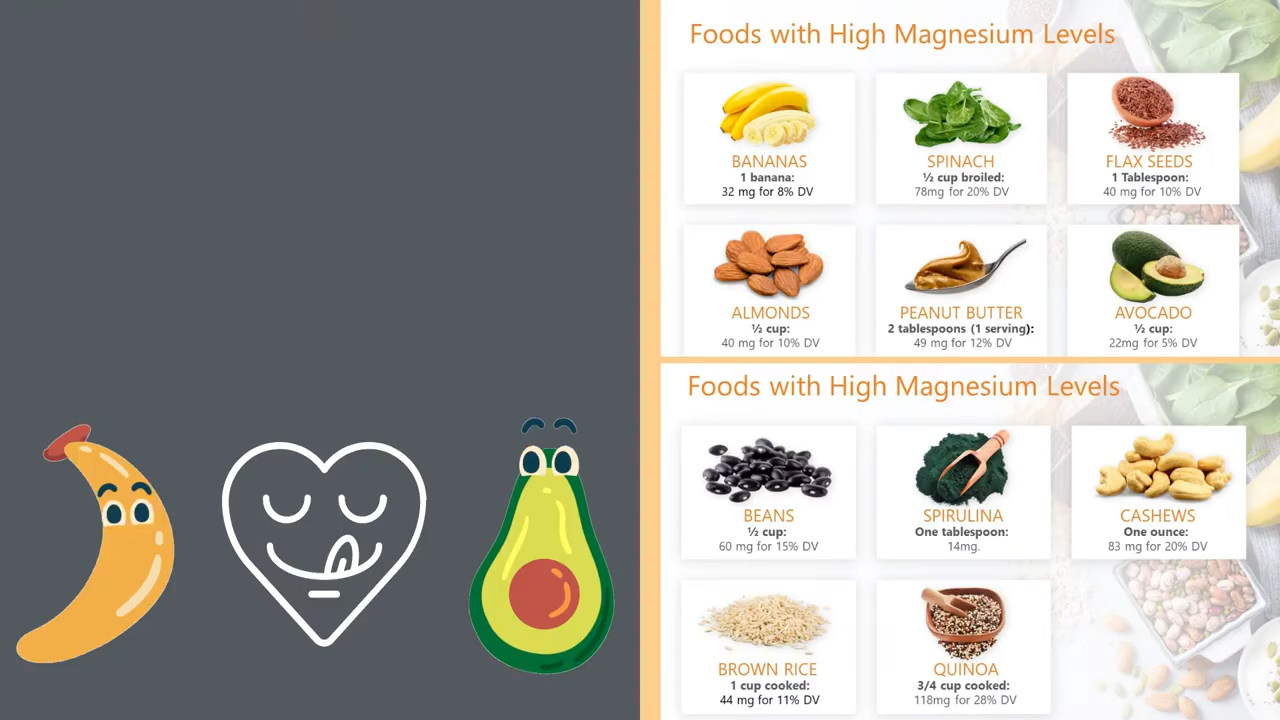 Foods with High Magnesium Levels
BANANAS
1 banana:
32 mg for 8% DV
SPINACH
½ cup broiled:
78mg for 20% DV
FLAX SEEDS
1 Tablespoon:
40 mg for 10% DV
ALMONDS
½ cup:
40 mg for 10% DV
PEANUT BUTTER
2 tablespoons (1 serving):
49 mg for 12% DV
AVOCADO
½ cup:
22mg for 5% DV
Foods with High Magnesium Levels
BEANS
½ cup:
60 mg for 15% DV
SPIRULINA
One tablespoon:
14mg.
CASHEWS
One ounce:
83 mg for 20% DV
BROWN RICE
1 cup cooked:
44 mg for 11% DV
QUINOA
3/4 cup cooked:
118mg for 28% DV